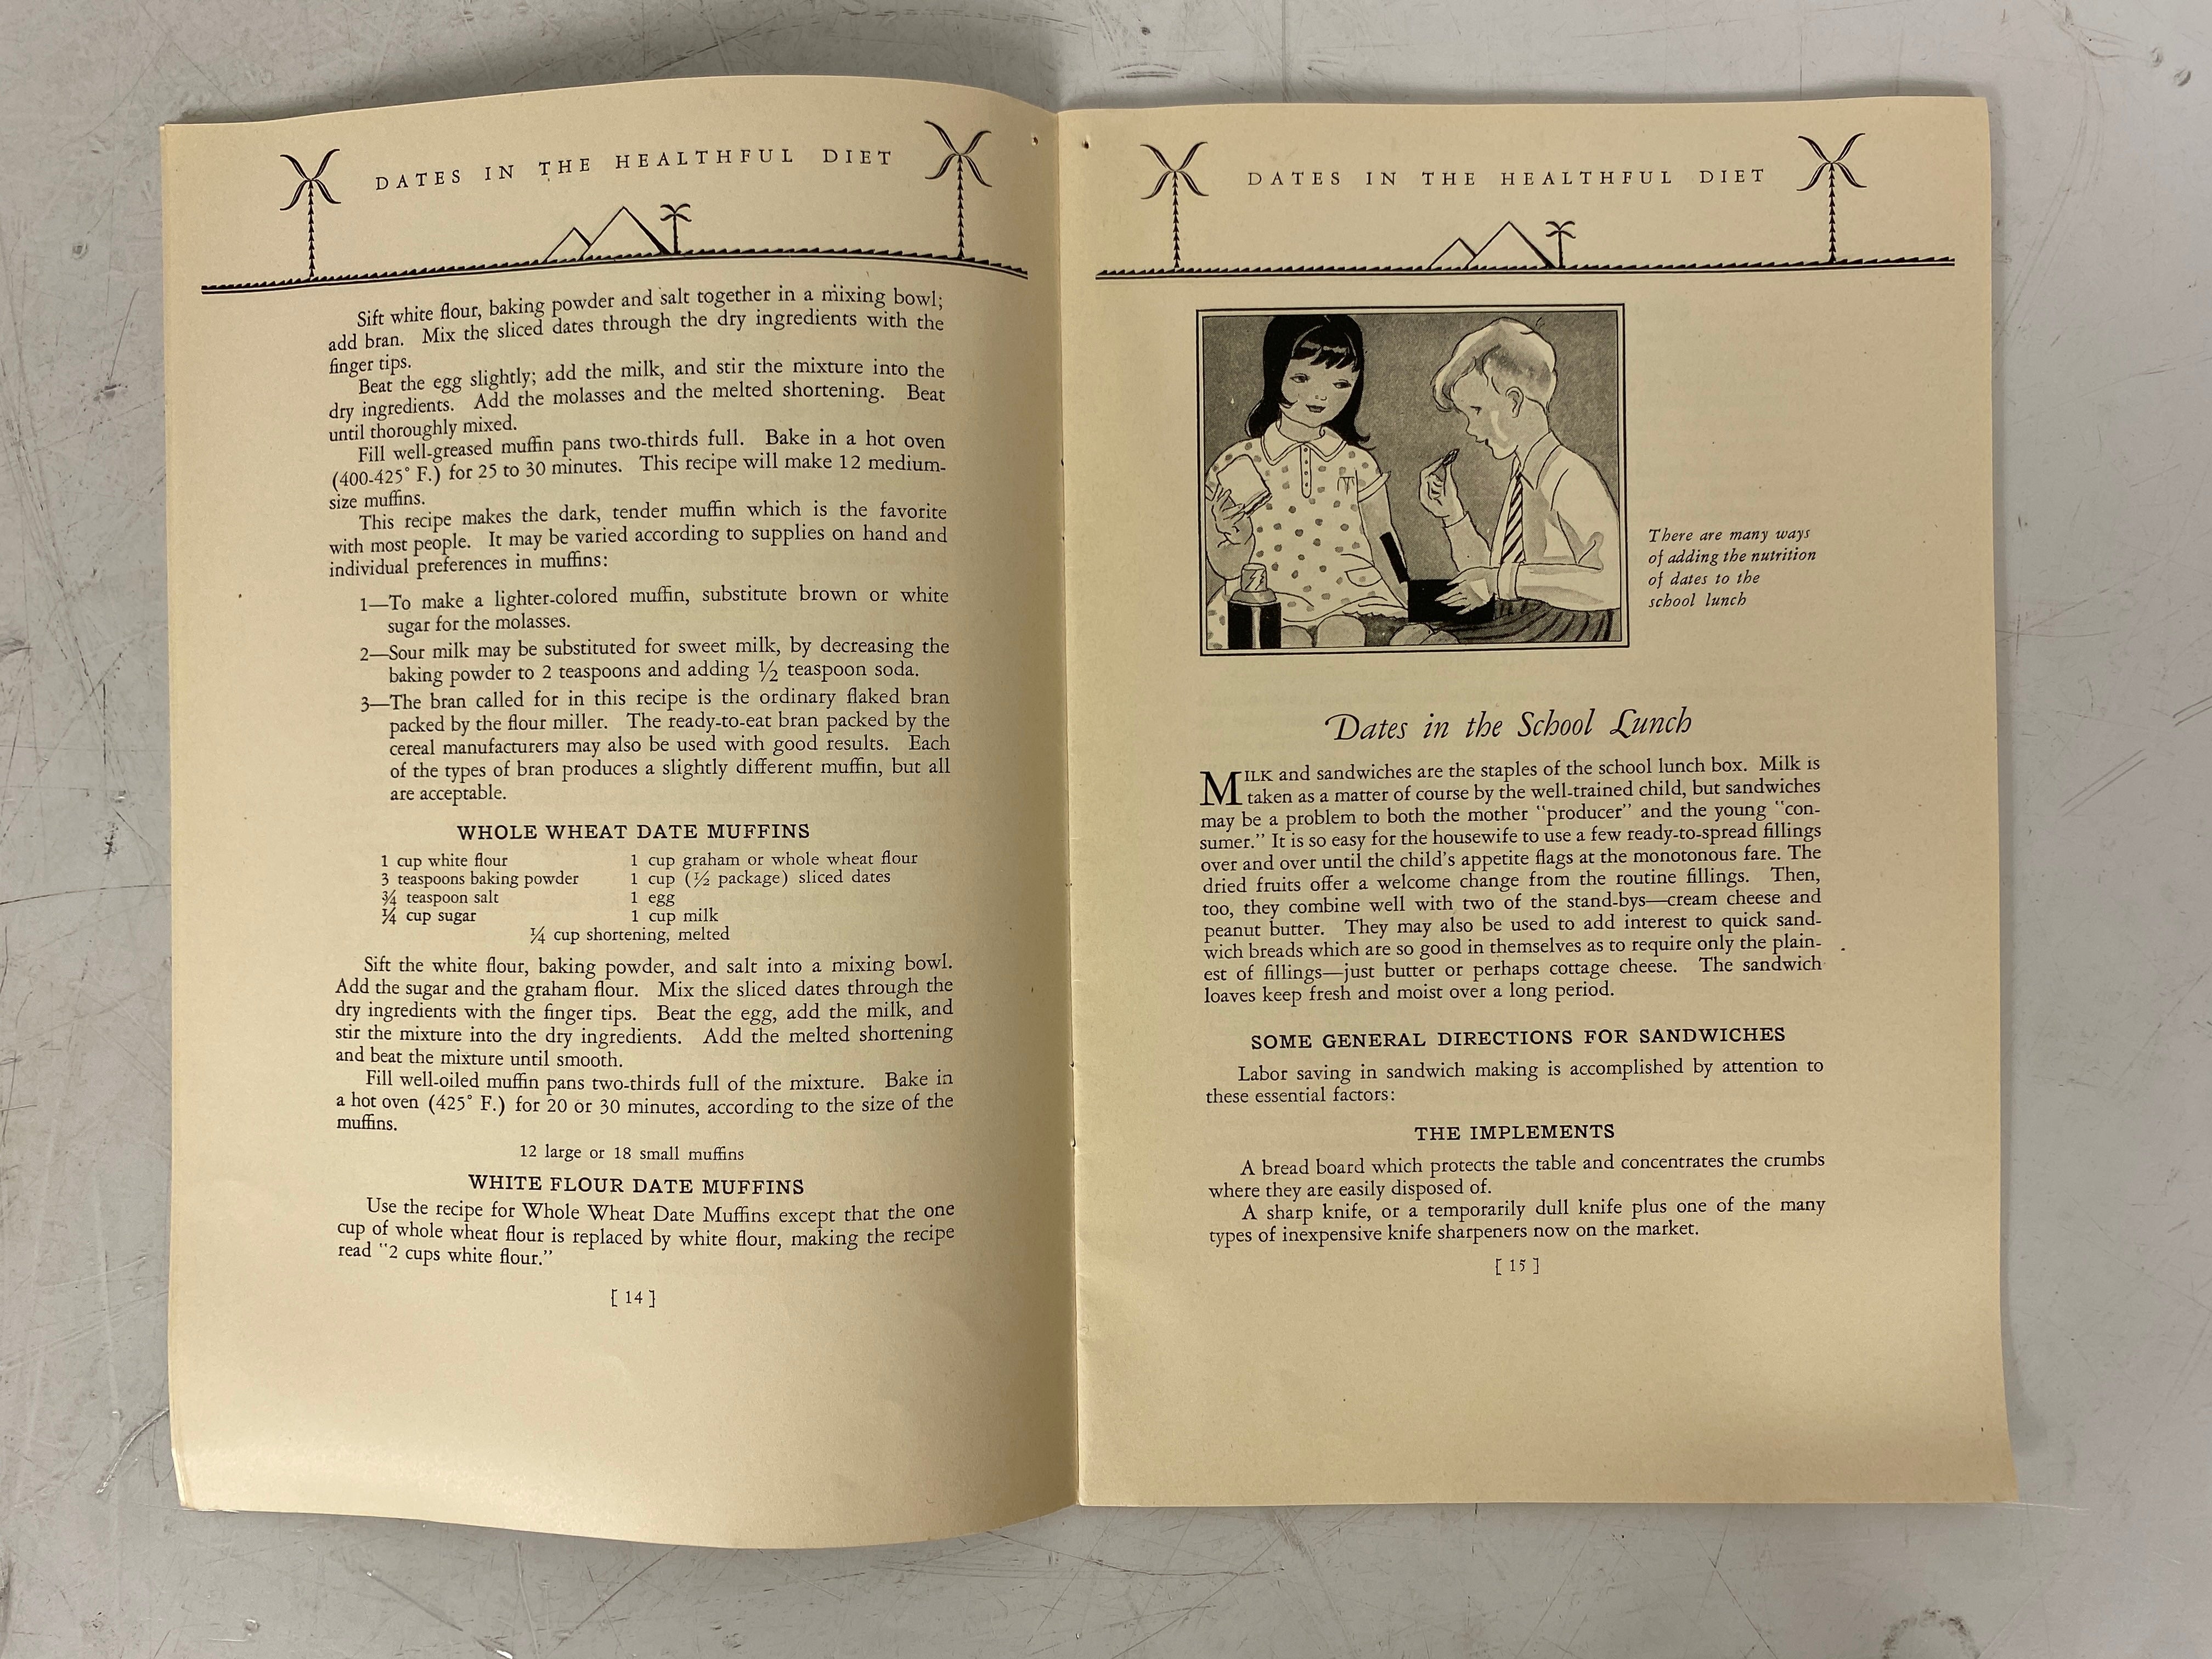 DATES IN THE HEALTHFUL DIET
Sift white flour, baking powder and salt together in a mixing bowl;
add bran. Mix the sliced dates through the dry ingredients with the
finger tips.
Beat the egg slightly; add the milk, and stir the mixture into the
dry ingredients. Add the molasses and the melted shortening. Beat
until thoroughly mixed.
Fill well-greased muffin pans two-thirds full. Bake in a hot oven
(400-425° F.) for 25 to 30 minutes. This recipe will make 12 medium-
size muffins.
This recipe makes the dark, tender muffin which is the favorite
with most people. It may be varied according to supplies on hand and
individual preferences in muffins:
1—To make a lighter-colored muffin, substitute brown or white
sugar for the molasses.
2—Sour milk may be substituted for sweet milk, by decreasing the
baking powder to 2 teaspoons and adding ½ teaspoon soda.
3—The bran called for in this recipe is the ordinary flaked bran
packed by the flour miller. The ready-to-eat bran packed by the
cereal manufacturers may also be used with good results. Each
of the types of bran produces a slightly different muffin, but all
are acceptable.
WHOLE WHEAT DATE MUFFINS
1 cup white flour
3 teaspoons baking powder
¾ teaspoon salt
¼ cup sugar
1 cup graham or whole wheat flour
1 cup (½ package) sliced dates
1 egg
1 cup milk
¼ cup shortening, melted
Sift the white flour, baking powder, and salt into a mixing bowl.
Add the sugar and the graham flour. Mix the sliced dates through the
dry ingredients with the finger tips. Beat the egg, add the milk, and
stir the mixture into the dry ingredients. Add the melted shortening
and beat the mixture until smooth.
Fill well-oiled muffin pans two-thirds full of the mixture. Bake in
a hot oven (425° F.) for 20 or 30 minutes, according to the size of the
muffins.
12 large or 18 small muffins
WHITE FLOUR DATE MUFFINS
Use the recipe for Whole Wheat Date Muffins except that the one
cup of whole wheat flour is replaced by white flour, making the recipe
read "2 cups white flour."
[ 14 ]
DATES IN THE HEALTHFUL DIET
There are many ways
of adding the nutrition
of dates to the
school lunch
Dates in the School Lunch
MILK and sandwiches are the staples of the school lunch box. Milk is
taken as a matter of course by the well-trained child, but sandwiches
may be a problem to both the mother "producer" and the young "con-
sumer." It is so easy for the housewife to use a few ready-to-spread fillings
over and over until the child's appetite flags at the monotonous fare. The
dried fruits offer a welcome change from the routine fillings. Then,
too, they combine well with two of the stand-bys—cream cheese and
peanut butter. They may also be used to add interest to quick sand-
wich breads which are so good in themselves as to require only the plain-
est of fillings—just butter or perhaps cottage cheese. The sandwich
loaves keep fresh and moist over a long period.
SOME GENERAL DIRECTIONS FOR SANDWICHES
Labor saving in sandwich making is accomplished by attention to
these essential factors:
THE IMPLEMENTS
A bread board which protects the table and concentrates the crumbs
where they are easily disposed of.
A sharp knife, or a temporarily dull knife plus one of the many
types of inexpensive knife sharpeners now on the market.
[ 15 ]